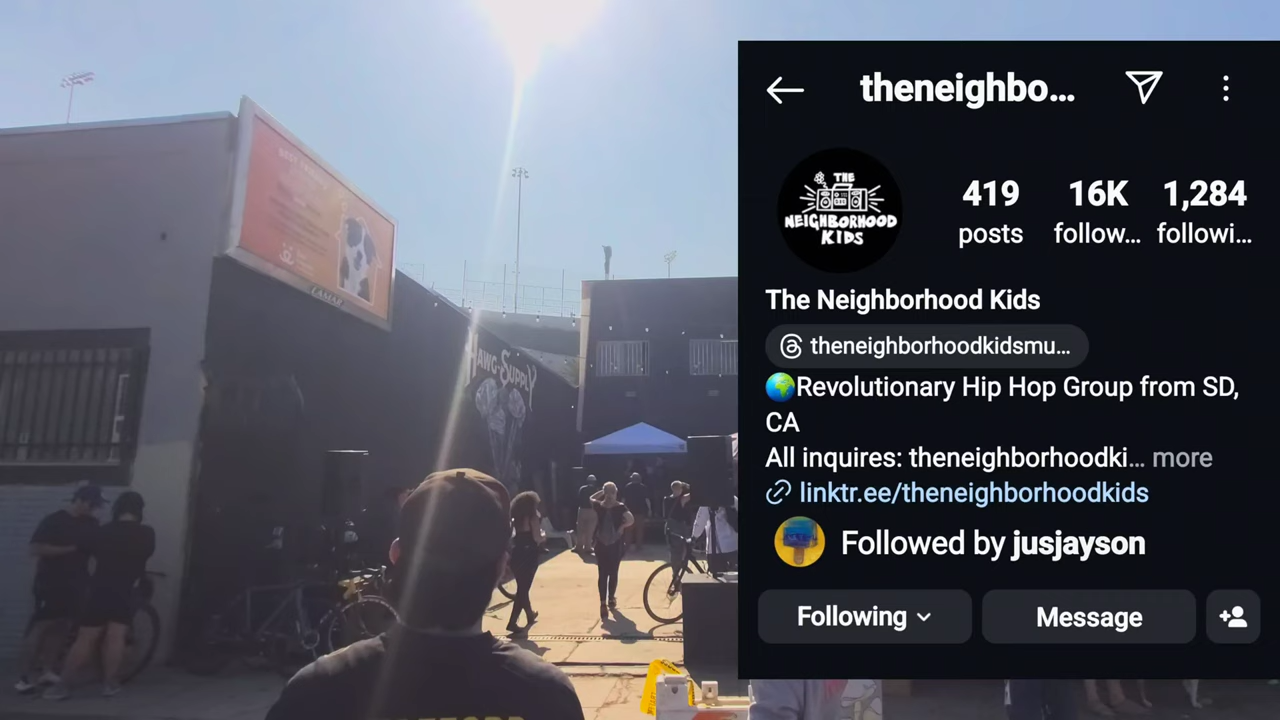 LAMAR
HAWG-SUPPLY
theneighbo...
THE
NEIGHBORHOOD
KIDS
419
posts
16K
follow...
1,284
followi...
The Neighborhood Kids
theneighborhoodkidsmu...
🌍Revolutionary Hip Hop Group from SD,
CA
All inquires: theneighborhoodki... more
linktr.ee/theneighborhoodkids
Followed by jusjayson
Following
Message